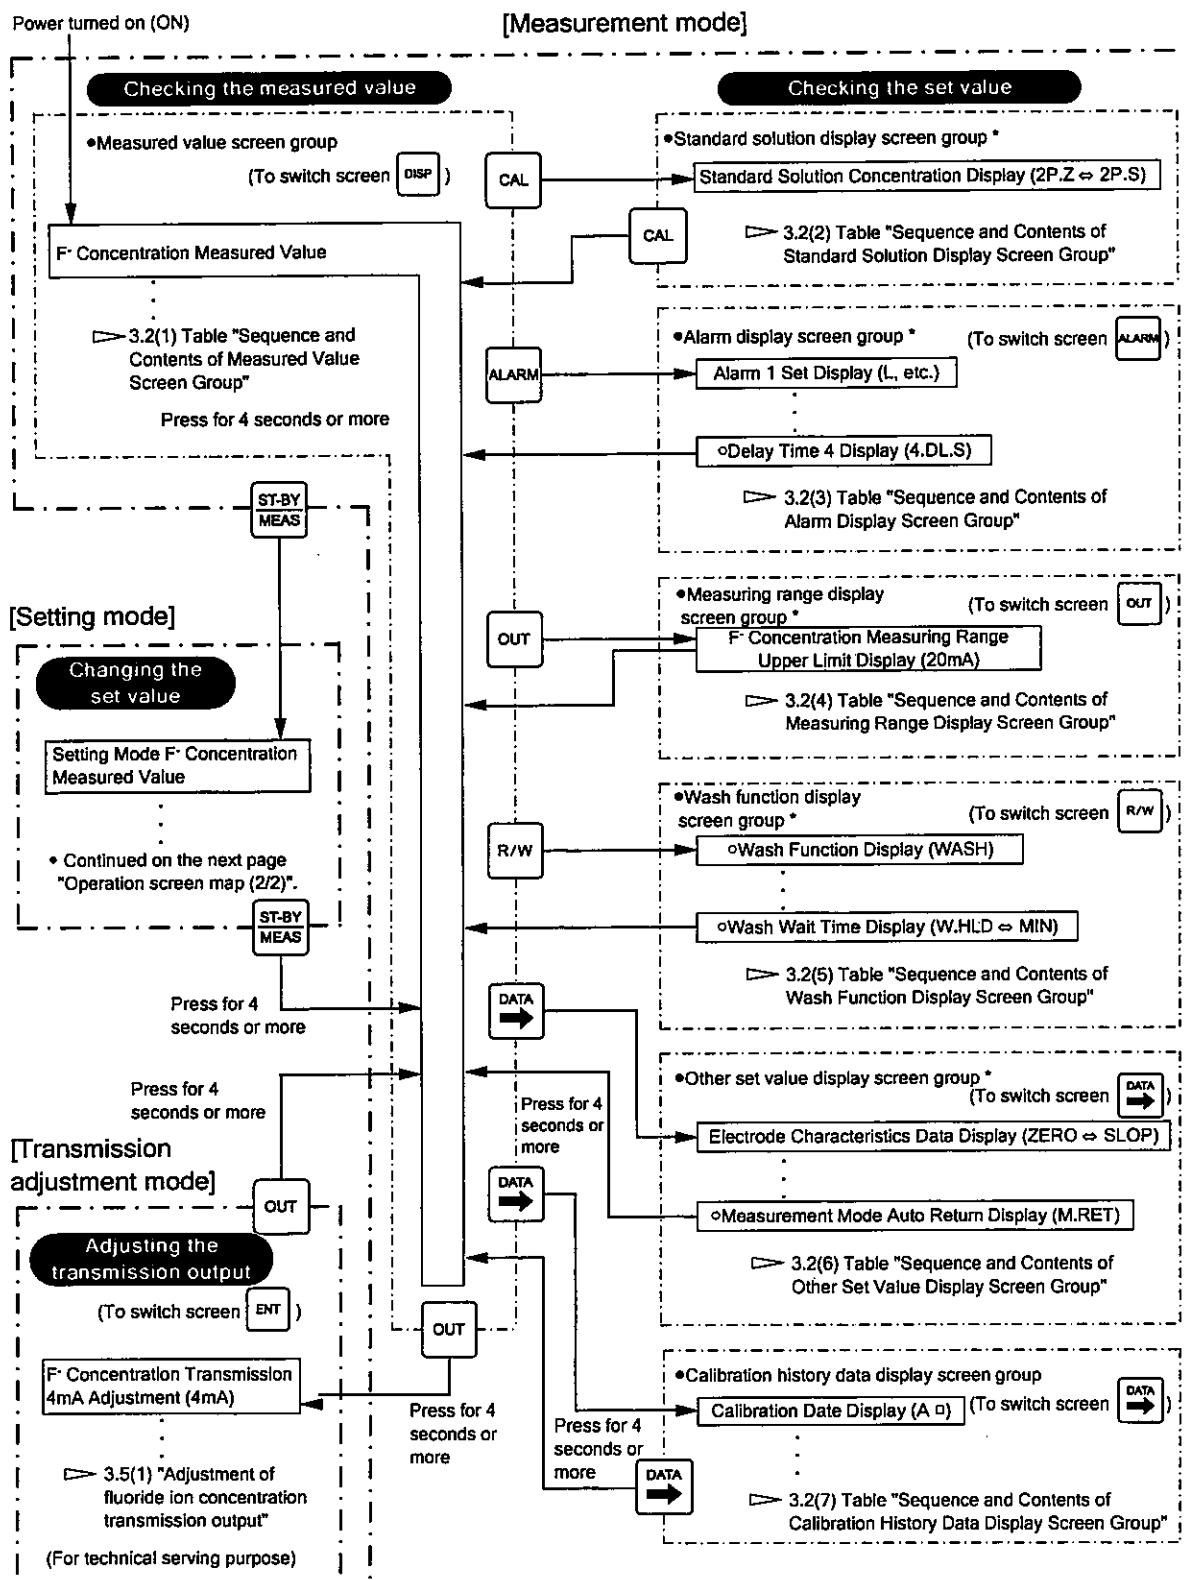 Power turned on (ON)
[Measurement mode]
Checking the measured value
●Measured value screen group
(To switch screen DISP )
F- Concentration Measured Value
3.2(1) Table "Sequence and
Contents of Measured Value
Screen Group"
Press for 4 seconds or more
ST-BY
MEAS
[Setting mode]
Changing the
set value
Setting Mode F- Concentration
Measured Value
• Continued on the next page
"Operation screen map (2/2)".
ST-BY
MEAS
Press for 4
seconds or more
Press for 4
seconds or more
[Transmission
adjustment mode]
OUT
Adjusting the
transmission output
(To switch screen ENT )
F- Concentration Transmission
4mA Adjustment (4mA)
3.5(1) "Adjustment of
fluoride ion concentration
transmission output"
(For technical serving purpose)
CAL
CAL
ALARM
OUT
R/W
DATA
Press for 4
seconds or
more
DATA
OUT
Press for 4
seconds or
more
Press for 4
seconds or
more
DATA
Checking the set value
●Standard solution display screen group *
Standard Solution Concentration Display (2P.Z ⇔ 2P.S)
3.2(2) Table "Sequence and Contents of
Standard Solution Display Screen Group"
●Alarm display screen group *
(To switch screen ALARM )
Alarm 1 Set Display (L, etc.)
○Delay Time 4 Display (4.DL.S)
3.2(3) Table "Sequence and Contents of
Alarm Display Screen Group"
●Measuring range display
screen group *
(To switch screen OUT )
F- Concentration Measuring Range
Upper Limit Display (20mA)
3.2(4) Table "Sequence and Contents of
Measuring Range Display Screen Group"
●Wash function display
screen group *
(To switch screen R/W )
○Wash Function Display (WASH)
○Wash Wait Time Display (W.HLD ⇔ MIN)
3.2(5) Table "Sequence and Contents of
Wash Function Display Screen Group"
●Other set value display screen group *
(To switch screen DATA )
Electrode Characteristics Data Display (ZERO ⇔ SLOP)
○Measurement Mode Auto Return Display (M.RET)
3.2(6) Table "Sequence and Contents of
Other Set Value Display Screen Group"
●Calibration history data display screen group
Calibration Date Display (A □)
(To switch screen DATA )
3.2(7) Table "Sequence and Contents of
Calibration History Data Display Screen Group"